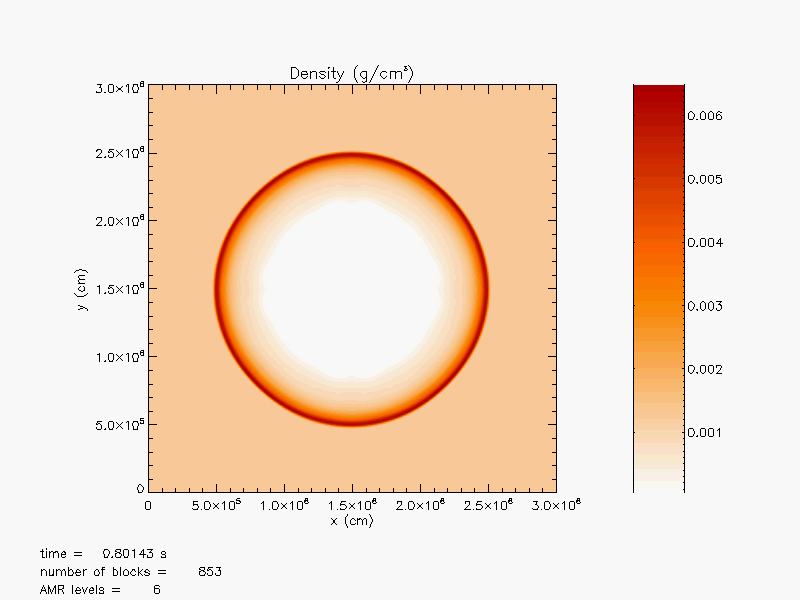 Density (g/cm³)
3.0×10⁶
2.5×10⁶
2.0×10⁶
1.5×10⁶
1.0×10⁶
5.0×10⁵
0
y (cm)
0 5.0×10⁵ 1.0×10⁶ 1.5×10⁶ 2.0×10⁶ 2.5×10⁶ 3.0×10⁶
x (cm)
0.006
0.005
0.004
0.003
0.002
0.001
time = 0.80143 s
number of blocks = 853
AMR levels = 6